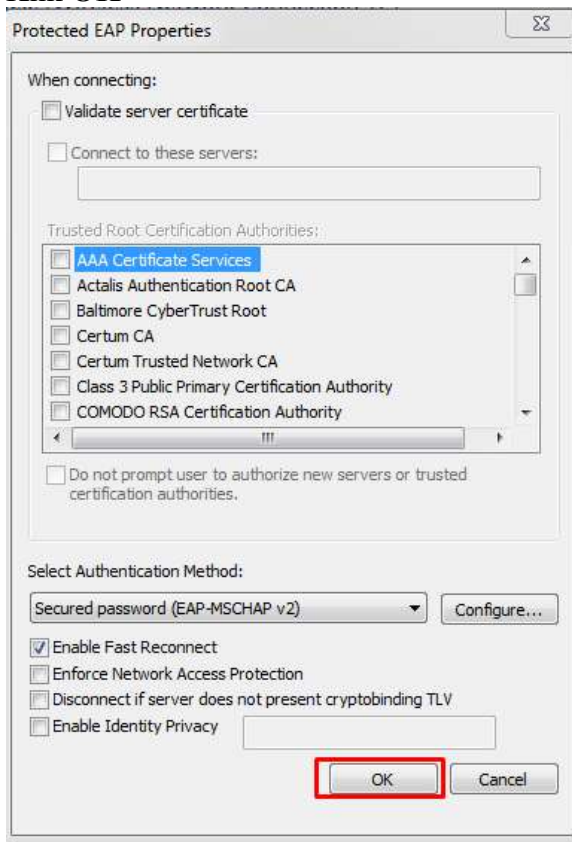 Protected EAP Properties
When connecting:
Validate server certificate
Connect to these servers:
Trusted Root Certification Authorities:
AAA Certificate Services
Actalis Authentication Root CA
Baltimore CyberTrust Root
Certum CA
Certum Trusted Network CA
Class 3 Public Primary Certification Authority
COMODO RSA Certification Authority
Do not prompt user to authorize new servers or trusted
certification authorities.
Select Authentication Method:
Secured password (EAP-MSCHAP v2) Configure...
Enable Fast Reconnect
Enforce Network Access Protection
Disconnect if server does not present cryptobinding TLV
Enable Identity Privacy
OK Cancel